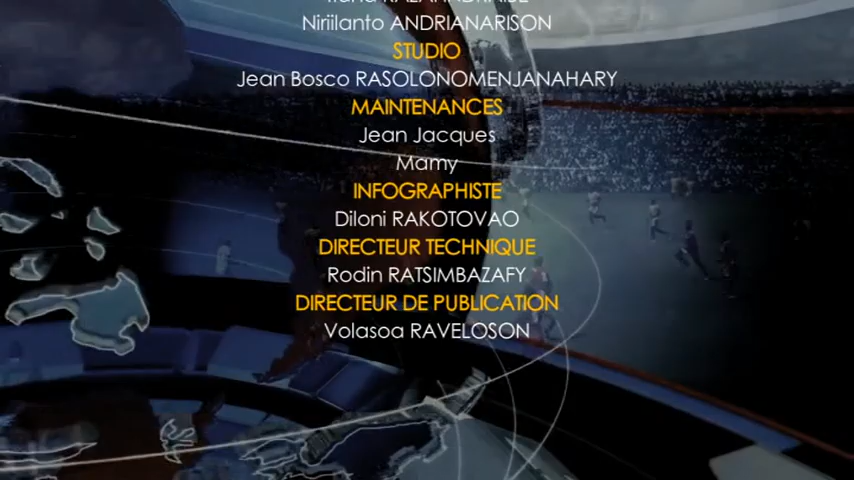 Niriilanto ANDRIANARISON
STUDIO
Jean Bosco RASOLONOMENJANAHARY
MAINTENANCES
Jean Jacques
Mamy
INFOGRAPHISTE
Diloni RAKOTOVAO
DIRECTEUR TECHNIQUE
Rodin RATSIMBAZAFY
DIRECTEUR DE PUBLICATION
Volasoa RAVELOSON